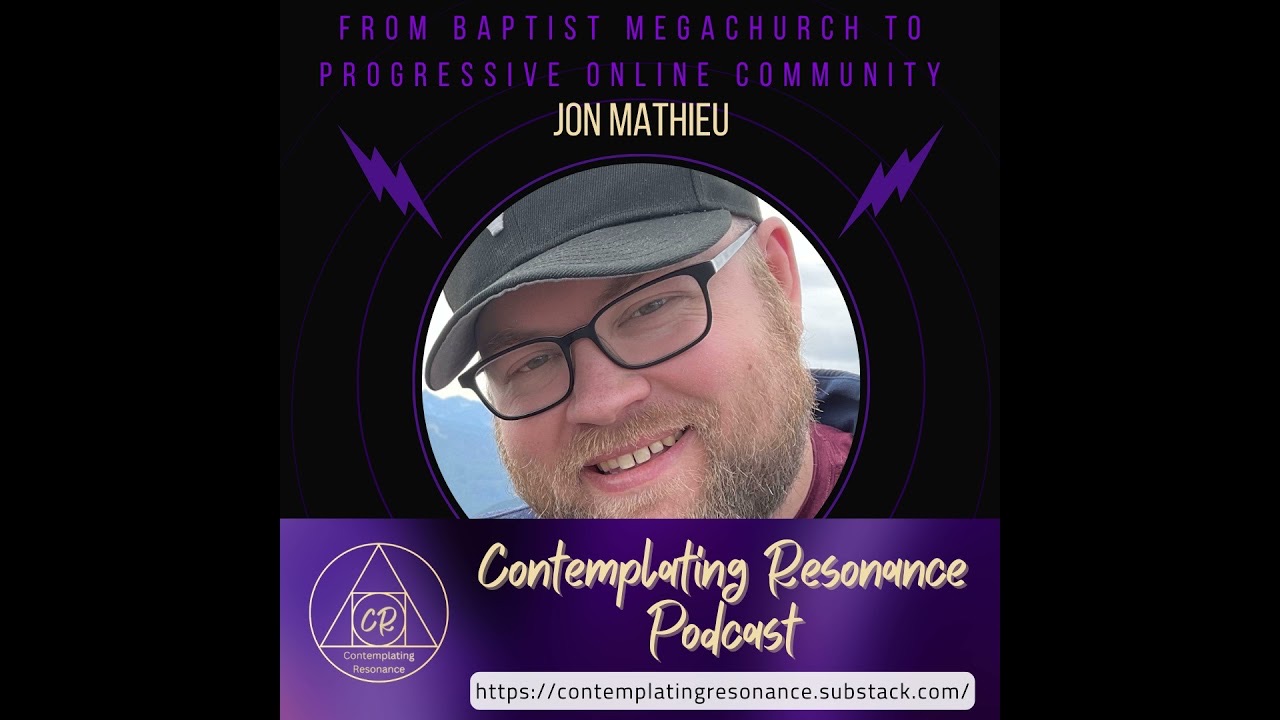 FROM BAPTIST MEGACHURCH TO
PROGRESSIVE ONLINE COMMUNITY
JON MATHIEU
Contemplating Resonance
Podcast
CR
Contemplating
Resonance
https://contemplatingresonance.substack.com/